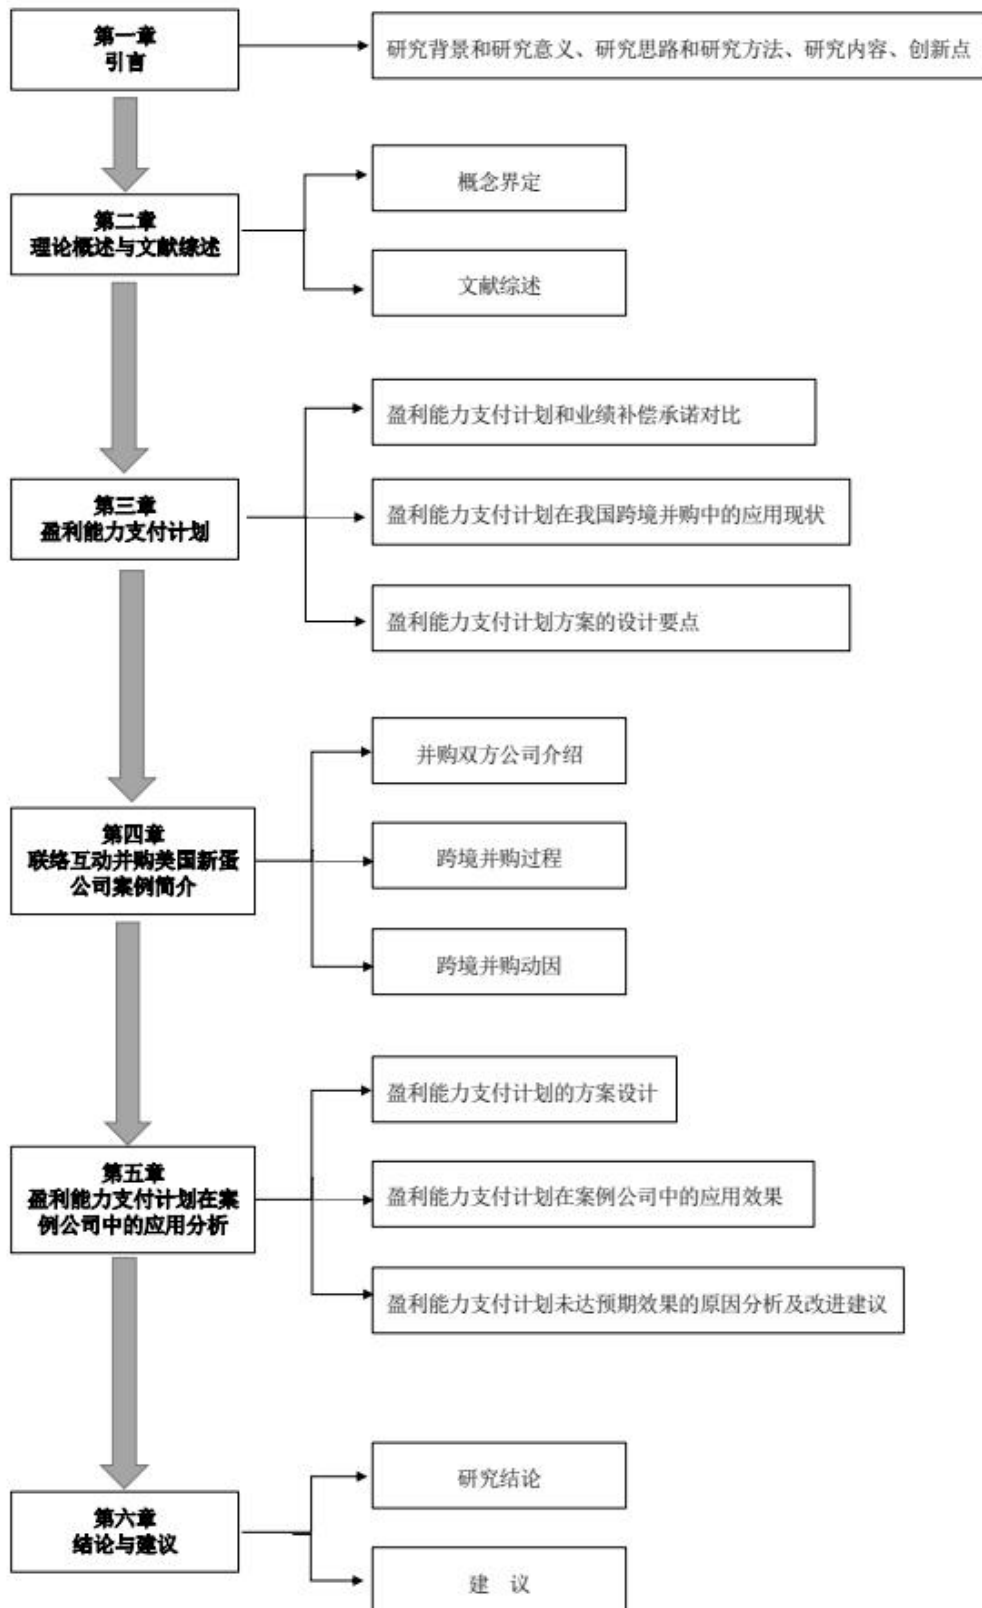 第一章
引言
研究背景和研究意义、研究思路和研究方法、研究内容、创新点
第二章
理论概述与文献综述
概念界定
文献综述
第三章
盈利能力支付计划
盈利能力支付计划和业绩补偿承诺对比
盈利能力支付计划在我国跨境并购中的应用现状
盈利能力支付计划方案的设计要点
第四章
联络互动并购美国新蛋
公司案例简介
并购双方公司介绍
跨境并购过程
跨境并购动因
第五章
盈利能力支付计划在案
例公司中的应用分析
盈利能力支付计划的方案设计
盈利能力支付计划在案例公司中的应用效果
盈利能力支付计划未达预期效果的原因分析及改进建议
第六章
结论与建议
研究结论
建 议